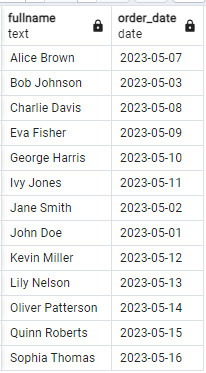 fullname order_date
text date
Alice Brown 2023-05-07
Bob Johnson 2023-05-03
Charlie Davis 2023-05-08
Eva Fisher 2023-05-09
George Harris 2023-05-10
Ivy Jones 2023-05-11
Jane Smith 2023-05-02
John Doe 2023-05-01
Kevin Miller 2023-05-12
Lily Nelson 2023-05-13
Oliver Patterson 2023-05-14
Quinn Roberts 2023-05-15
Sophia Thomas 2023-05-16